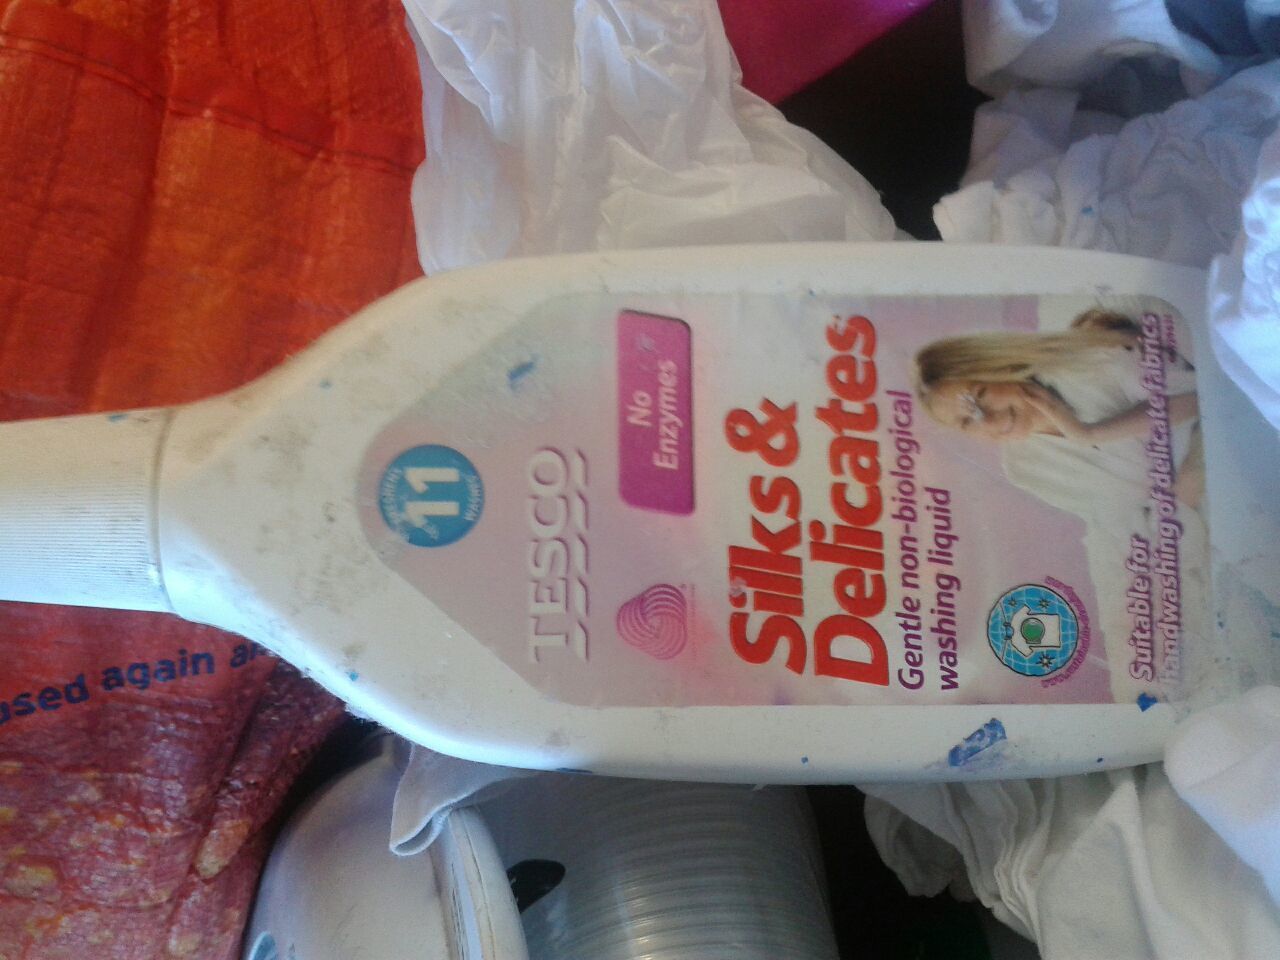 11
WASHES
TESCO
No
Enzymes
Silks &
Delicates
Gentle non-biological
washing liquid
Suitable for
handwashing of delicate fabrics
used again